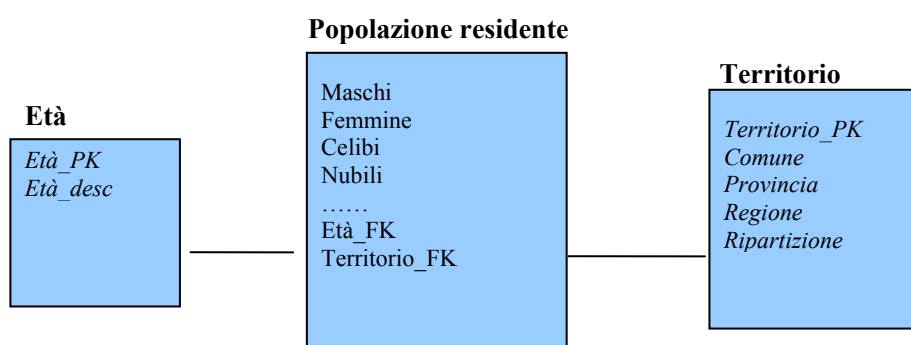 Popolazione residente
Maschi
Femmine
Celibi
Nubili
……
Età_FK
Territorio_FK
Età
Età_PK
Età_desc
Territorio
Territorio_PK
Comune
Provincia
Regione
Ripartizione